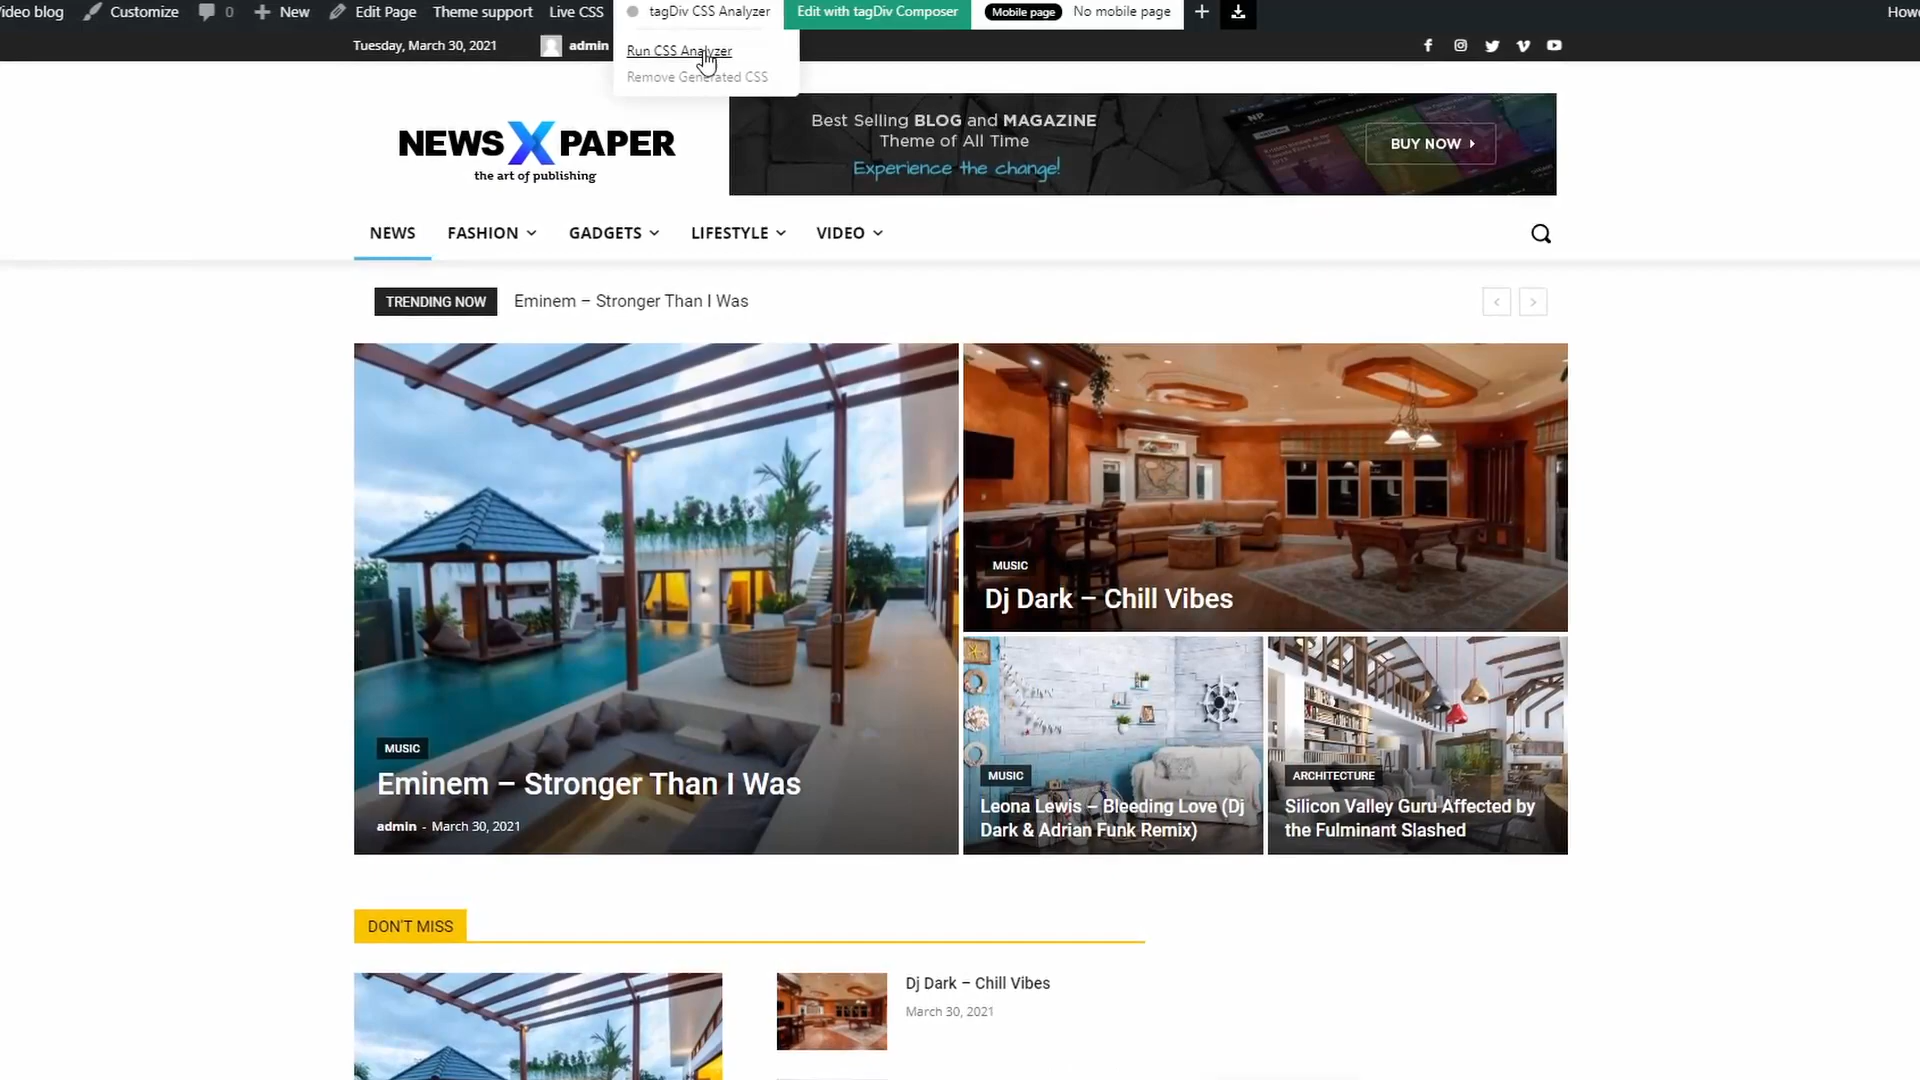 ideo blog Customize 0 New Edit Page Theme support Live CSS tagDiv CSS Analyzer Edit with tagDiv Composer Mobile page No mobile page Howe
Tuesday, March 30, 2021 admin
Run CSS Analyzer
Remove Generated CSS
NEWS X PAPER
the art of publishing
Best Selling BLOG and MAGAZINE
Theme of All Time
Experience the change!
BUY NOW
NEWS FASHION GADGETS LIFESTYLE VIDEO
TRENDING NOW Eminem – Stronger Than I Was
MUSIC
Eminem – Stronger Than I Was
admin - March 30, 2021
MUSIC
Dj Dark – Chill Vibes
MUSIC
Leona Lewis – Bleeding Love (Dj
Dark & Adrian Funk Remix)
ARCHITECTURE
Silicon Valley Guru Affected by
the Fulminant Slashed
DON'T MISS
Dj Dark – Chill Vibes
March 30, 2021